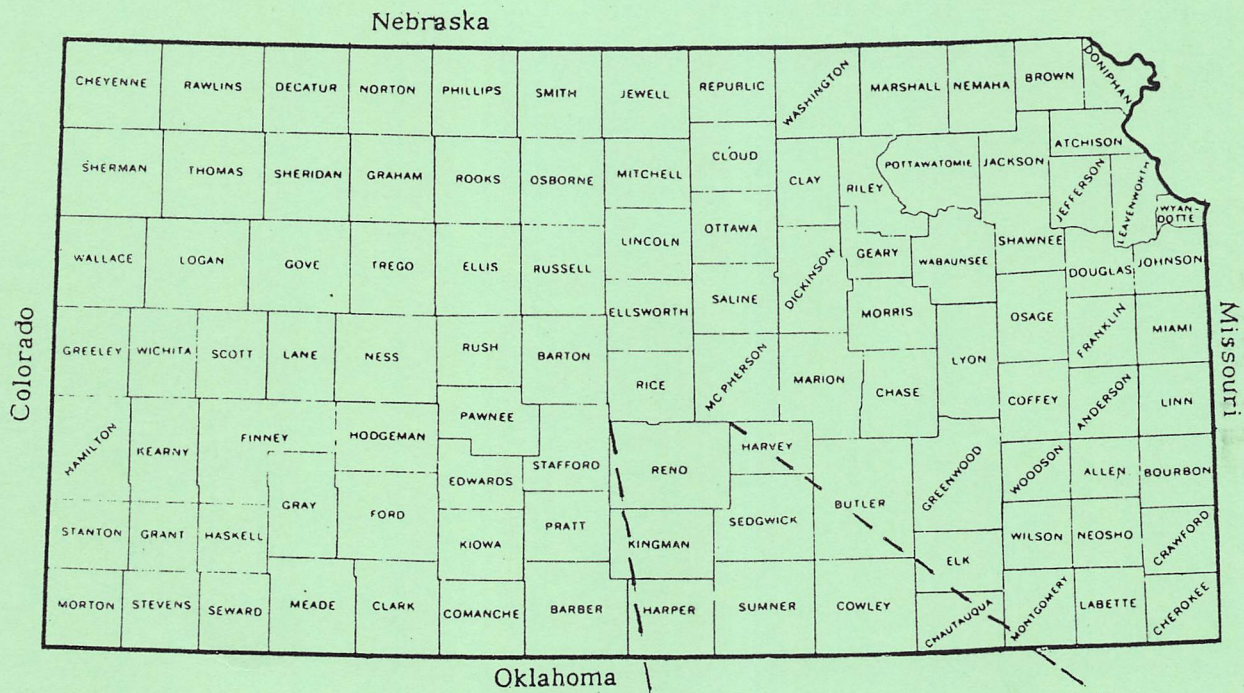 Nebraska
CHEYENNE RAWLINS DECATUR NORTON PHILLIPS SMITH JEWELL REPUBLIC WASHINGTON MARSHALL NEMAHA BROWN DONIPHAN
SHERMAN THOMAS SHERIDAN GRAHAM ROOKS OSBORNE MITCHELL CLOUD CLAY RILEY POTTAWATOMIE JACKSON ATCHISON
JEFFERSON LEAVENWORTH WYAN-
DOTTE
WALLACE LOGAN GOVE TREGO ELLIS RUSSELL LINCOLN OTTAWA DICKINSON GEARY WABAUNSEE SHAWNEE DOUGLAS JOHNSON
ELLSWORTH SALINE MORRIS OSAGE FRANKLIN MIAMI
Colorado
GREELEY WICHITA SCOTT LANE NESS RUSH BARTON RICE MC PHERSON MARION CHASE LYON COFFEY ANDERSON LINN
Missouri
HAMILTON KEARNY FINNEY HODGEMAN PAWNEE STAFFORD RENO HARVEY BUTLER GREENWOOD WOODSON ALLEN BOURBON
EDWARDS
STANTON GRANT HASKELL GRAY FORD KIOWA PRATT KINGMAN SEDGWICK ELK WILSON NEOSHO CRAWFORD
MORTON STEVENS SEWARD MEADE CLARK COMANCHE BARBER HARPER SUMNER COWLEY CHAUTAUQUA MONTGOMERY LABETTE CHEROKEE
Oklahoma